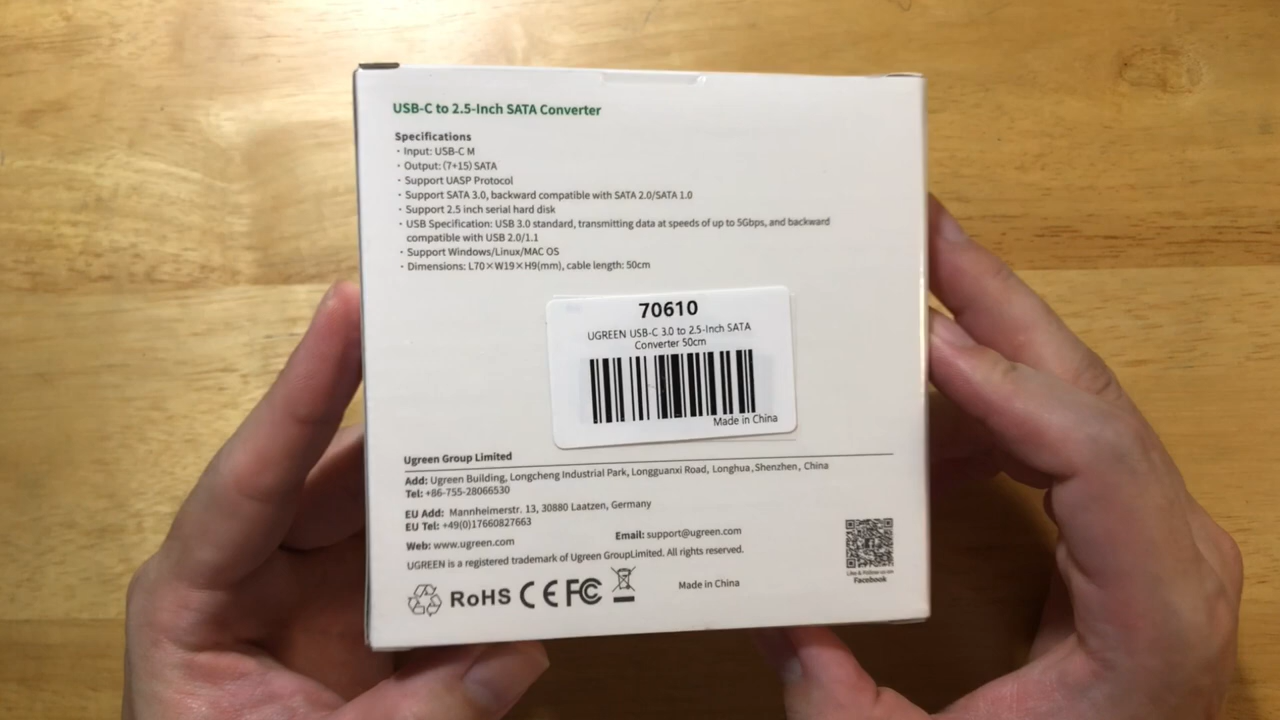 USB-C to 2.5-Inch SATA Converter
Specifications
· Input: USB-C M
· Output: (7+15) SATA
· Support UASP Protocol
· Support SATA 3.0, backward compatible with SATA 2.0/SATA 1.0
· Support 2.5 inch serial hard disk
· USB Specification: USB 3.0 standard, transmitting data at speeds of up to 5Gbps, and backward
compatible with USB 2.0/1.1
· Support Windows/Linux/MAC OS
· Dimensions: L70×W19×H9(mm), cable length: 50cm
70610
UGREEN USB-C 3.0 to 2.5-Inch SATA
Converter 50cm
Made in China
Ugreen Group Limited
Add: Ugreen Building, Longcheng Industrial Park, Longguanxi Road, Longhua, Shenzhen, China
Tel: +86-755-28066530
EU Add: Mannheimerstr. 13, 30880 Laatzen, Germany
EU Tel: +49(0)17660827663
Web: www.ugreen.com
Email: support@ugreen.com
UGREEN is a registered trademark of Ugreen GroupLimited. All rights reserved.
RoHS CE FC
Made in China
Like & Follow us on
Facebook